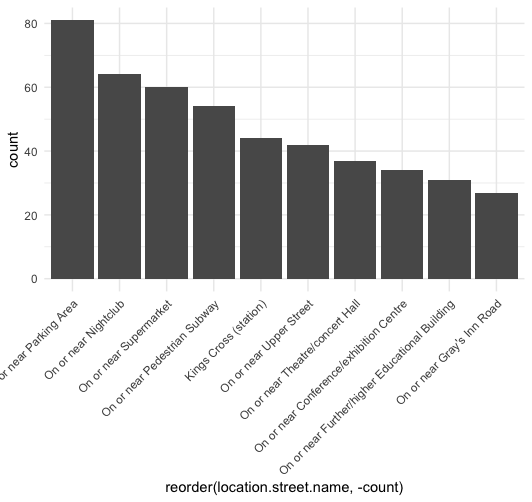 count
80
60
40
20
0
or near Parking Area
On or near Nightclub
On or near Supermarket
On or near Pedestrian Subway
Kings Cross (station)
On or near Upper Street
On or near Theatre/concert Hall
On or near Conference/exhibition Centre
On or near Further/higher Educational Building
On or near Gray's Inn Road
reorder(location.street.name, -count)